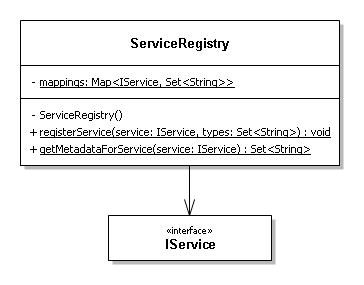 ServiceRegistry
- mappings: Map<IService, Set<String>>
- ServiceRegistry()
+ registerService(service: IService, types: Set<String>) : void
+ getMetadataForService(service: IService) : Set<String>
«interface»
IService